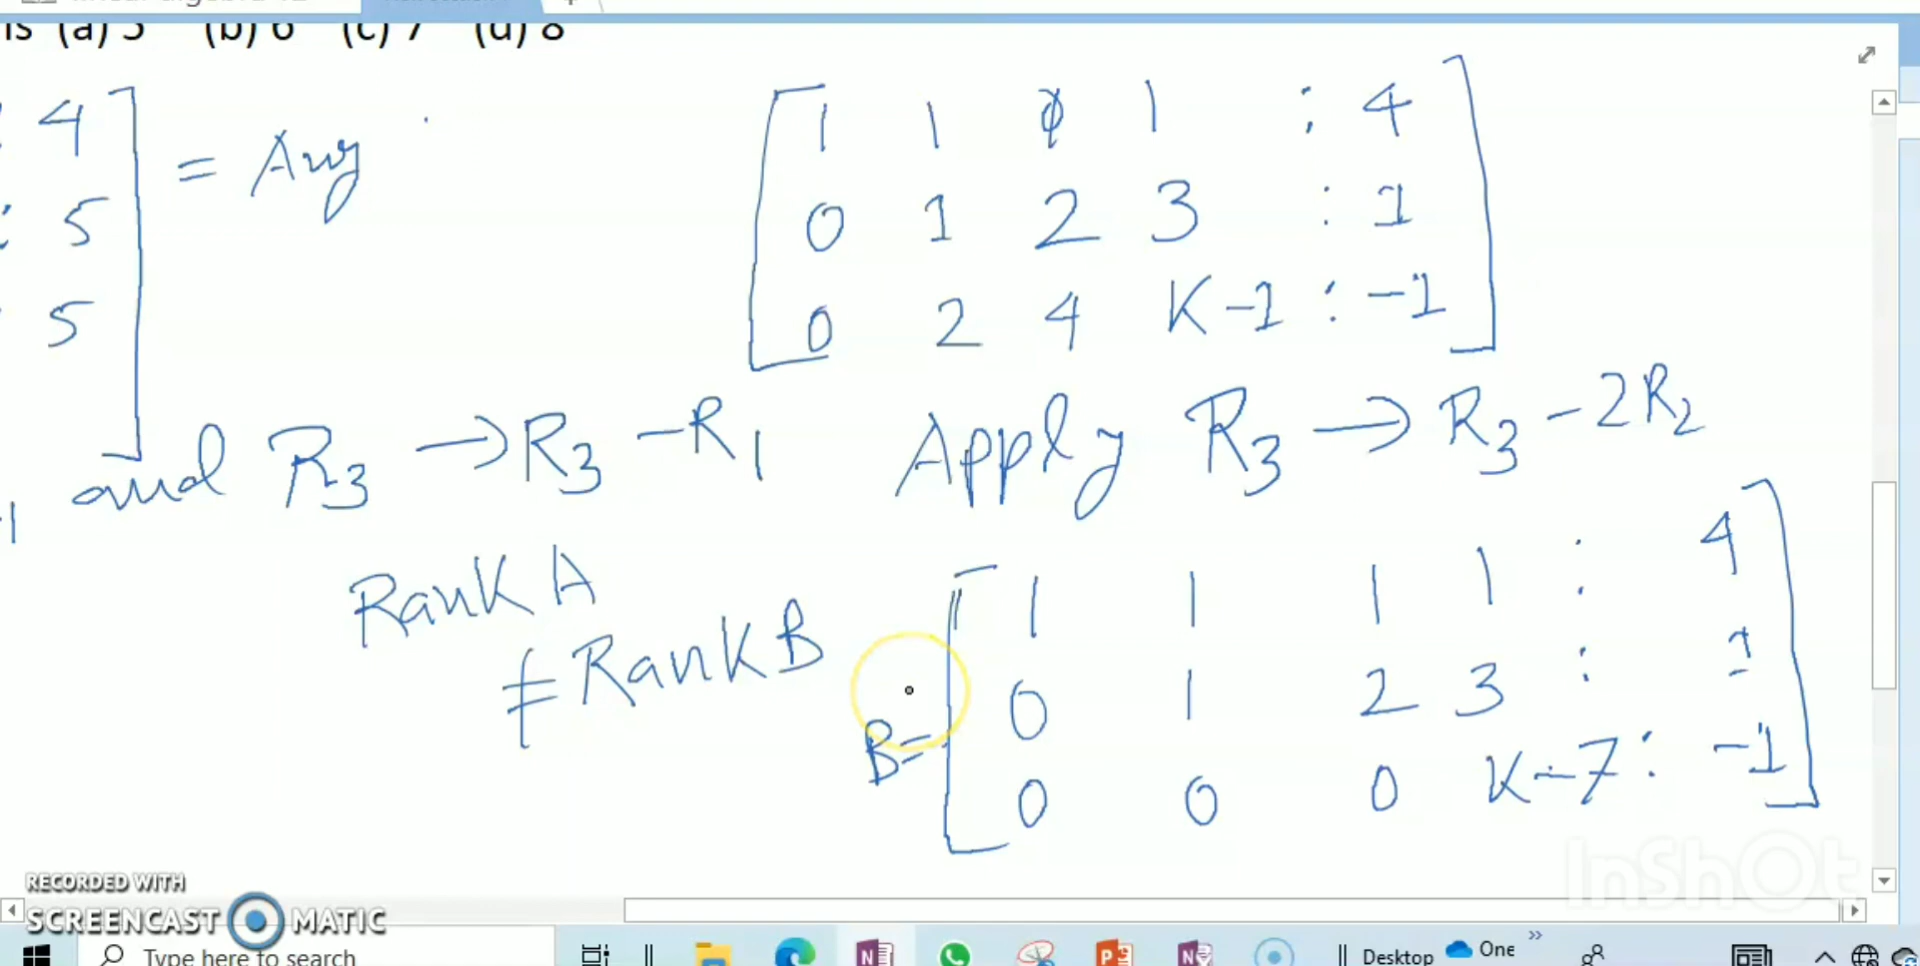 (a) 5 (b) 6 (c) 7 (d) 8
4
: 5
5
= Aug
1 1 1 : 4
0 1 2 3 : 1
0 2 4 K-1 : -1
and R3 → R3 - R1
Apply R3 → R3 - 2R2
Rank A
≠ Rank B
B =
1 1 1 1 : 4
0 1 2 3 : 1
0 0 0 K-7 : -1
InShOt
RECORDED WITH
SCREENCAST MATIC
Type here to search
Desktop
One